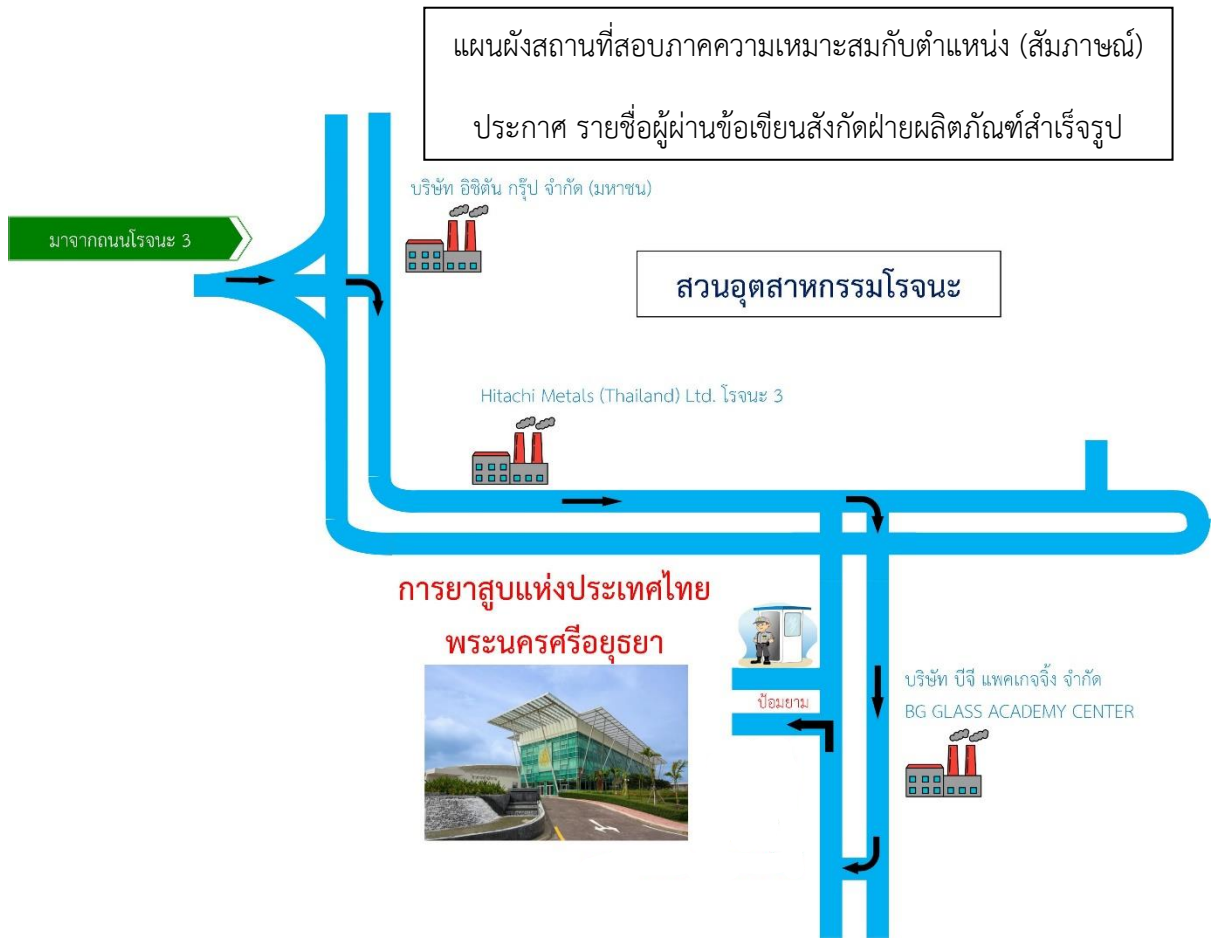 แผนผังสถานที่สอบภาคความเหมาะสมกับตำแหน่ง (สัมภาษณ์)
ประกาศ รายชื่อผู้ผ่านข้อเขียนสังกัดฝ่ายผลิตภัณฑ์สำเร็จรูป
บริษัท อิชิตัน กรุ๊ป จำกัด (มหาชน)
มาจากถนนโรจนะ 3
สวนอุตสาหกรรมโรจนะ
Hitachi Metals (Thailand) Ltd. โรจนะ 3
การยาสูบแห่งประเทศไทย
พระนครศรีอยุธยา
ป้อมยาม
บริษัท บีจี แพคเกจจิ้ง จำกัด
BG GLASS ACADEMY CENTER